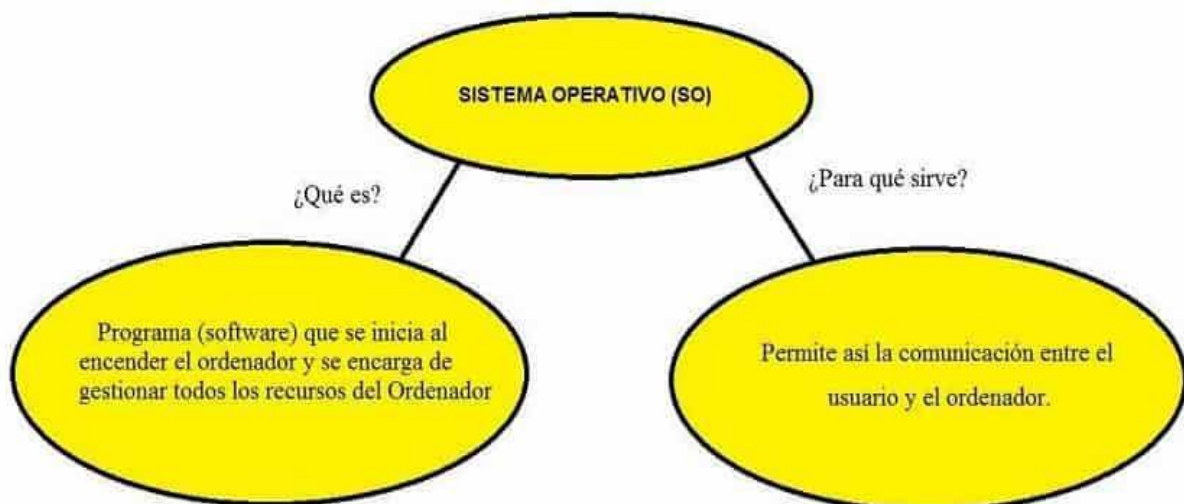 SISTEMA OPERATIVO (SO)
¿Qué es?
¿Para qué sirve?
Programa (software) que se inicia al
encender el ordenador y se encarga de
gestionar todos los recursos del Ordenador
Permite así la comunicación entre el
usuario y el ordenador.